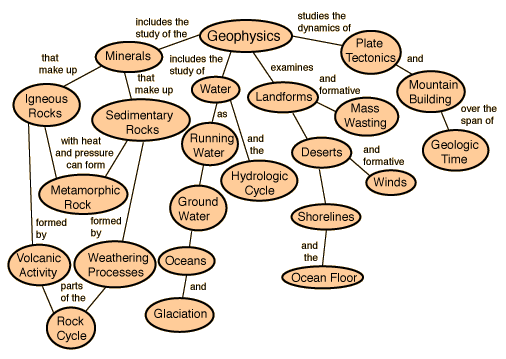 includes the
study of the
Geophysics
studies the
dynamics of
Minerals
Plate
Tectonics
that
make up
includes the
study of
examines
and
that
make up
Water
Landforms
and
formative
Mountain
Building
Igneous
Rocks
Sedimentary
Rocks
as
Mass
Wasting
over the
span of
with heat
and pressure
can form
Running
Water
and
the
Deserts
and
formative
Geologic
Time
Metamorphic
Rock
Hydrologic
Cycle
Winds
formed
by
formed
by
Ground
Water
Shorelines
Volcanic
Activity
Weathering
Processes
Oceans
and
the
Ocean Floor
parts
of the
and
Rock
Cycle
Glaciation